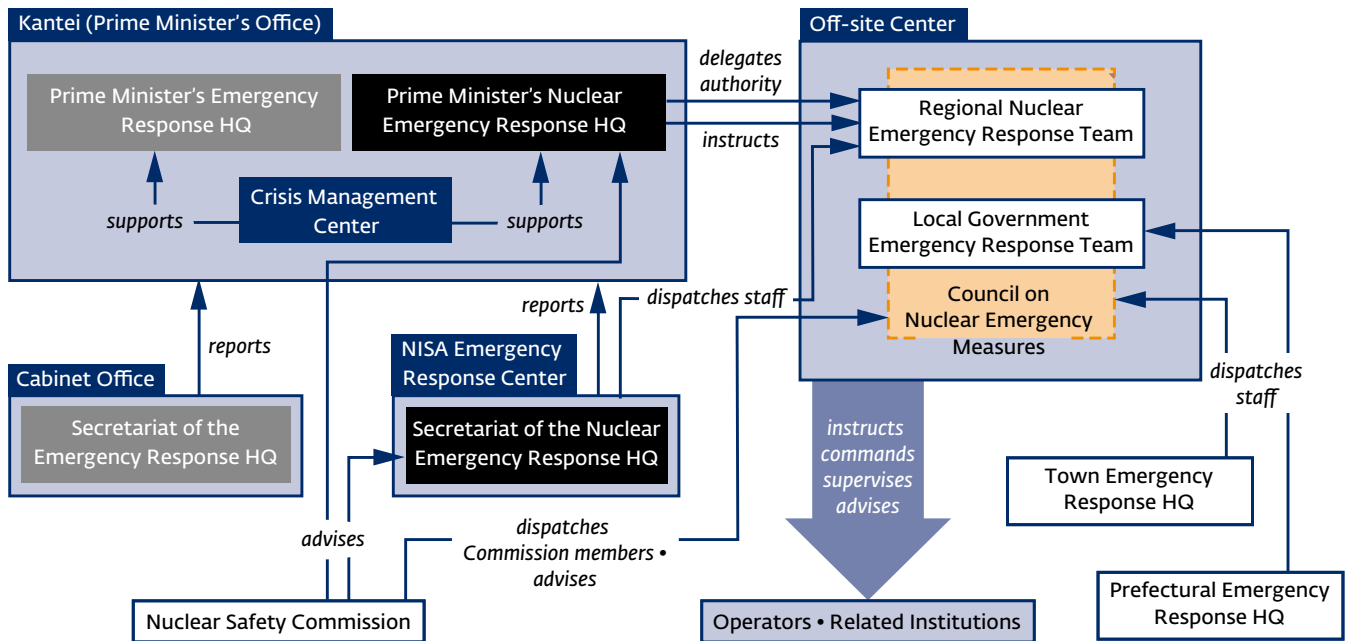 Kantei (Prime Minister's Office)
Prime Minister's Emergency
Response HQ
Prime Minister's Nuclear
Emergency Response HQ
supports
Crisis Management
Center
supports
delegates
authority
instructs
Off-site Center
Regional Nuclear
Emergency Response Team
Local Government
Emergency Response Team
Council on
Nuclear Emergency
Measures
reports
reports
dispatches staff
Cabinet Office
Secretariat of the
Emergency Response HQ
NISA Emergency
Response Center
Secretariat of the Nuclear
Emergency Response HQ
instructs
commands
supervises
advises
dispatches
staff
Town Emergency
Response HQ
Prefectural Emergency
Response HQ
advises
dispatches
Commission members •
advises
Nuclear Safety Commission
Operators • Related Institutions